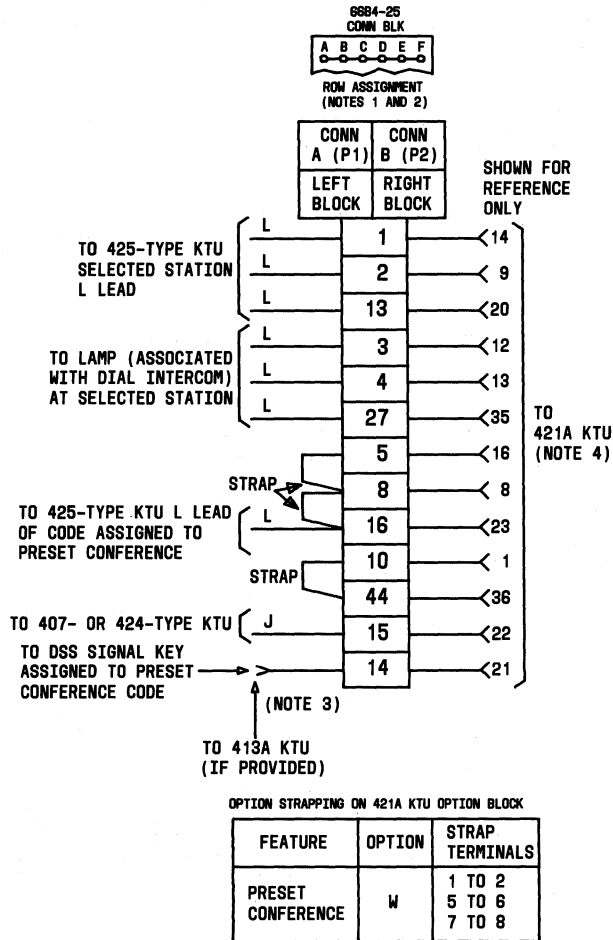 66B4-25
CONN BLK
A B C D E F
ROW ASSIGNMENT
(NOTES 1 AND 2)
CONN A (P1)
CONN B (P2)
LEFT BLOCK
RIGHT BLOCK
SHOWN FOR
REFERENCE
ONLY
TO 425-TYPE KTU
SELECTED STATION
L LEAD
L 1 14
L 2 9
L 13 20
TO LAMP (ASSOCIATED
WITH DIAL INTERCOM)
AT SELECTED STATION
L 3 12
L 4 13
L 27 35
TO
421A KTU
(NOTE 4)
5 16
STRAP
8 8
TO 425-TYPE KTU L LEAD
OF CODE ASSIGNED TO
PRESET CONFERENCE
L 16 23
10 1
STRAP
44 36
TO 407- OR 424-TYPE KTU
J 15 22
TO DSS SIGNAL KEY
ASSIGNED TO PRESET
CONFERENCE CODE
14 21
(NOTE 3)
TO 413A KTU
(IF PROVIDED)
OPTION STRAPPING ON 421A KTU OPTION BLOCK
FEATURE OPTION STRAP TERMINALS
PRESET CONFERENCE W
1 TO 2
5 TO 6
7 TO 8